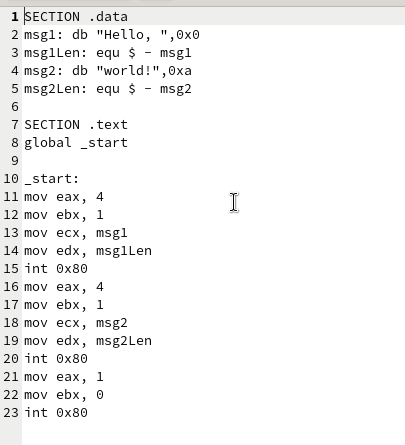 1 SECTION .data
2 msg1: db "Hello, ",0x0
3 msg1Len: equ $ - msg1
4 msg2: db "world!",0xa
5 msg2Len: equ $ - msg2
6
7 SECTION .text
8 global _start
9
10 _start:
11 mov eax, 4
12 mov ebx, 1
13 mov ecx, msg1
14 mov edx, msg1Len
15 int 0x80
16 mov eax, 4
17 mov ebx, 1
18 mov ecx, msg2
19 mov edx, msg2Len
20 int 0x80
21 mov eax, 1
22 mov ebx, 0
23 int 0x80